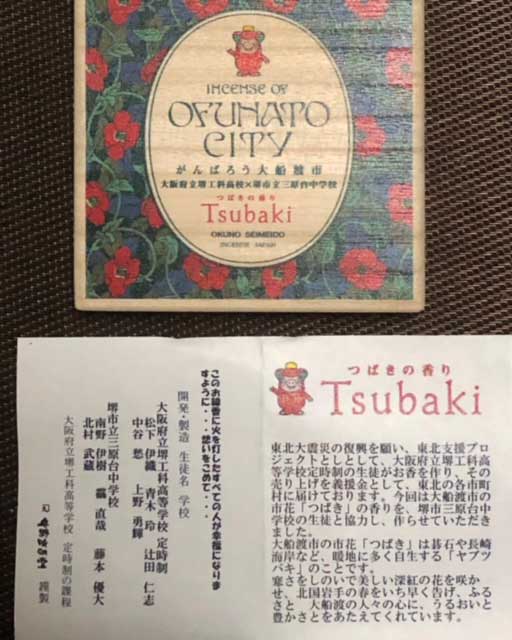 INCENSE OF
OFUNATO
CITY
がんばろう大船渡市
大阪府立堺工科高校×堺市立三原台中学校
つばきの香り
Tsubaki
OKUNO SEIMEIDO
INCENSE JAPAN
つばきの香り
Tsubaki
東北大震災の復興を願い、東北支援プロ
ジェクトとしとして、大阪府立堺工科高
等学校定時制の生徒がお香を作り、その
売り上げを義援金として、東北の各市町
村に届けております。今回は大船渡市の
市花「つばき」の香りを、堺市三原台中
学校の生徒と協力し、作らせていただき
ました。
大船渡市の市花「つばき」は碁石や長崎
海岸など、暖地に多く自生する「ヤブツ
バキ」のことです。
寒さをしのいで美しい深紅の花を咲か
せ、北国岩手の春をいち早く告げ、ふる
さと 大船渡の人々の心に、うるおいと
豊かさとをあたえてくれています。
このお線香に火を灯したすべての人が幸福になりま
すように・・・・想いをこめて・・・
開発・製造 生徒名 学校
大阪府立堺工科高等学校 定時制
松下 伊織 青木 玲 辻田 仁志
中谷 愁 上野 勇輝
堺市立三原台中学校
南野 伊樹 直哉 藤本 優大
北村 武蔵
大阪府立堺工科高等学校 定時制の課程
謹製